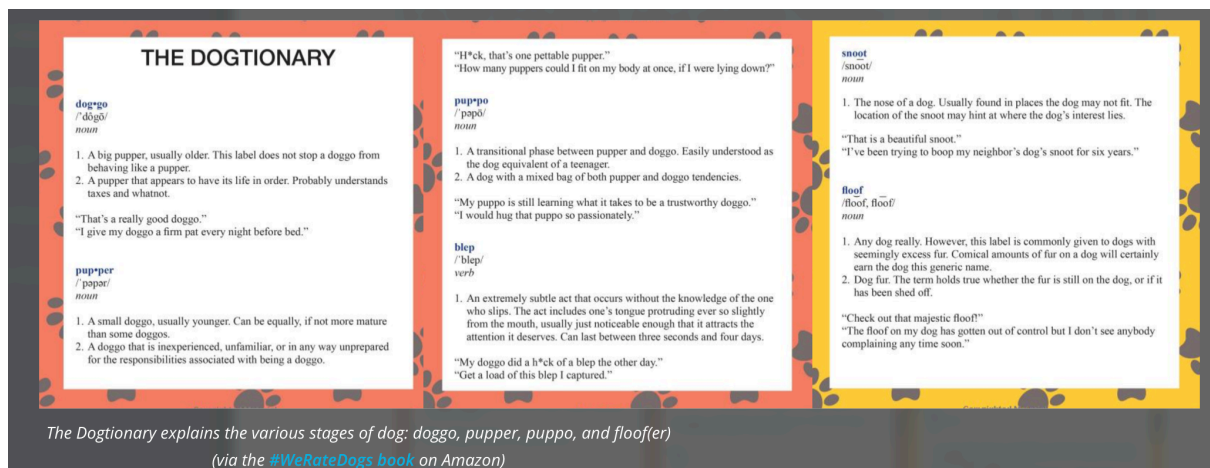 THE DOGTIONARY
dog•go
/ˈdôgō/
noun
1. A big pupper, usually older. This label does not stop a doggo from
behaving like a pupper.
2. A pupper that appears to have its life in order. Probably understands
taxes and whatnot.
“That’s a really good doggo.”
“I give my doggo a firm pat every night before bed.”
pup•per
/ˈpəpər/
noun
1. A small doggo, usually younger. Can be equally, if not more mature
than some doggos.
2. A doggo that is inexperienced, unfamiliar, or in any way unprepared
for the responsibilities associated with being a doggo.
“H*ck, that’s one pettable pupper.”
“How many puppers could I fit on my body at once, if I were lying down?”
pup•po
/ˈpəpō/
noun
1. A transitional phase between pupper and doggo. Easily understood as
the dog equivalent of a teenager.
2. A dog with a mixed bag of both pupper and doggo tendencies.
“My puppo is still learning what it takes to be a trustworthy doggo.”
“I would hug that puppo so passionately.”
blep
/ˈblep/
verb
1. An extremely subtle act that occurs without the knowledge of the one
who slips. The act includes one’s tongue protruding ever so slightly
from the mouth, usually just noticeable enough that it attracts the
attention it deserves. Can last between three seconds and four days.
“My doggo did a h*ck of a blep the other day.”
“Get a load of this blep I captured.”
snoot
/sno͞ot/
noun
1. The nose of a dog. Usually found in places the dog may not fit. The
location of the snoot may hint at where the dog’s interest lies.
“That is a beautiful snoot.”
“I’ve been trying to boop my neighbor’s dog’s snoot for six years.”
floof
/flo͝of, flo͞of/
noun
1. Any dog really. However, this label is commonly given to dogs with
seemingly excess fur. Comical amounts of fur on a dog will certainly
earn the dog this generic name.
2. Dog fur. The term holds true whether the fur is still on the dog, or if it
has been shed off.
“Check out that majestic floof!”
“The floof on my dog has gotten out of control but I don’t see anybody
complaining any time soon.”
The Dogtionary explains the various stages of dog: doggo, pupper, puppo, and floof(er)
(via the #WeRateDogs book on Amazon)